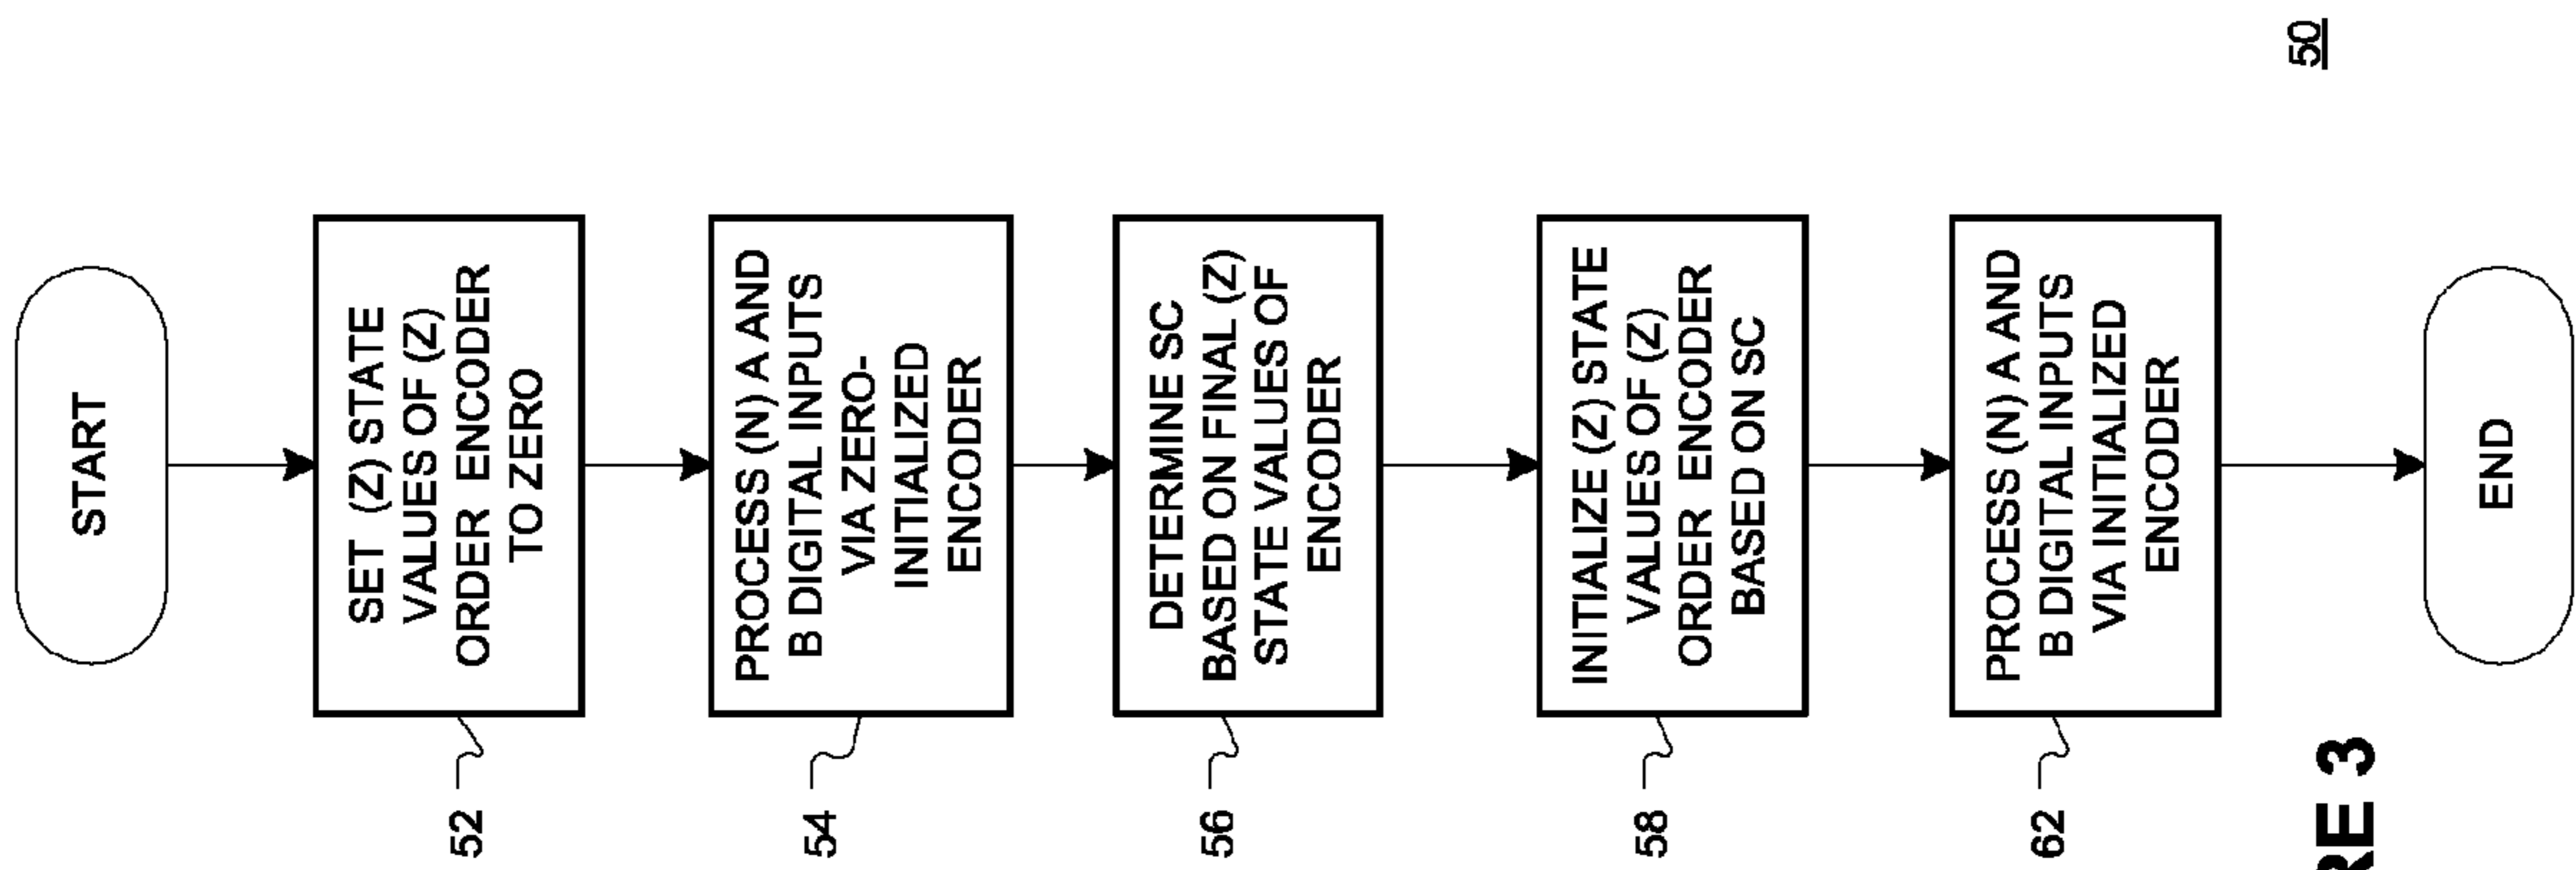 50
START
SET (Z) STATE
VALUES OF (Z)
ORDER ENCODER
TO ZERO
52
PROCESS (N) A AND
B DIGITAL INPUTS
VIA ZERO-
INITIALIZED
ENCODER
54
DETERMINE SC
BASED ON FINAL (Z)
STATE VALUES OF
ENCODER
56
INITIALIZE (Z) STATE
VALUES OF (Z)
ORDER ENCODER
BASED ON SC
58
PROCESS (N) A AND
B DIGITAL INPUTS
VIA INITIALIZED
ENCODER
62
END
3